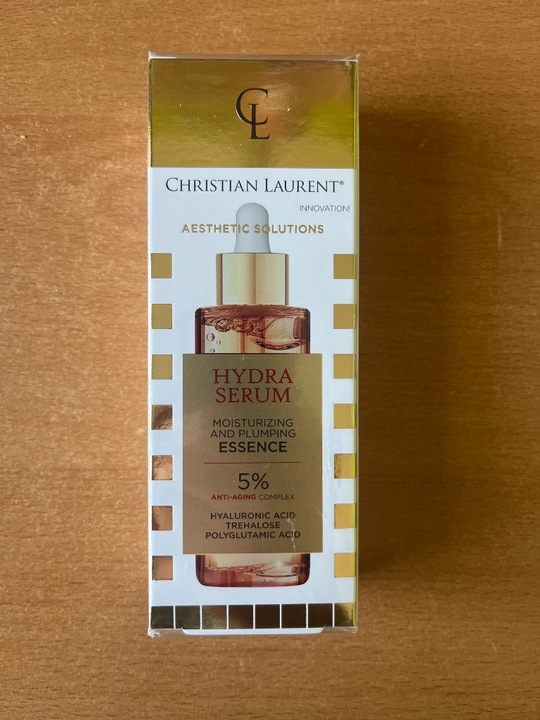 CL
CHRISTIAN LAURENT®
INNOVATION!
AESTHETIC SOLUTIONS
HYDRA
SERUM
MOISTURIZING
AND PLUMPING
ESSENCE
5%
ANTI-AGING COMPLEX
HYALURONIC ACID
TREHALOSE
POLYGLUTAMIC ACID